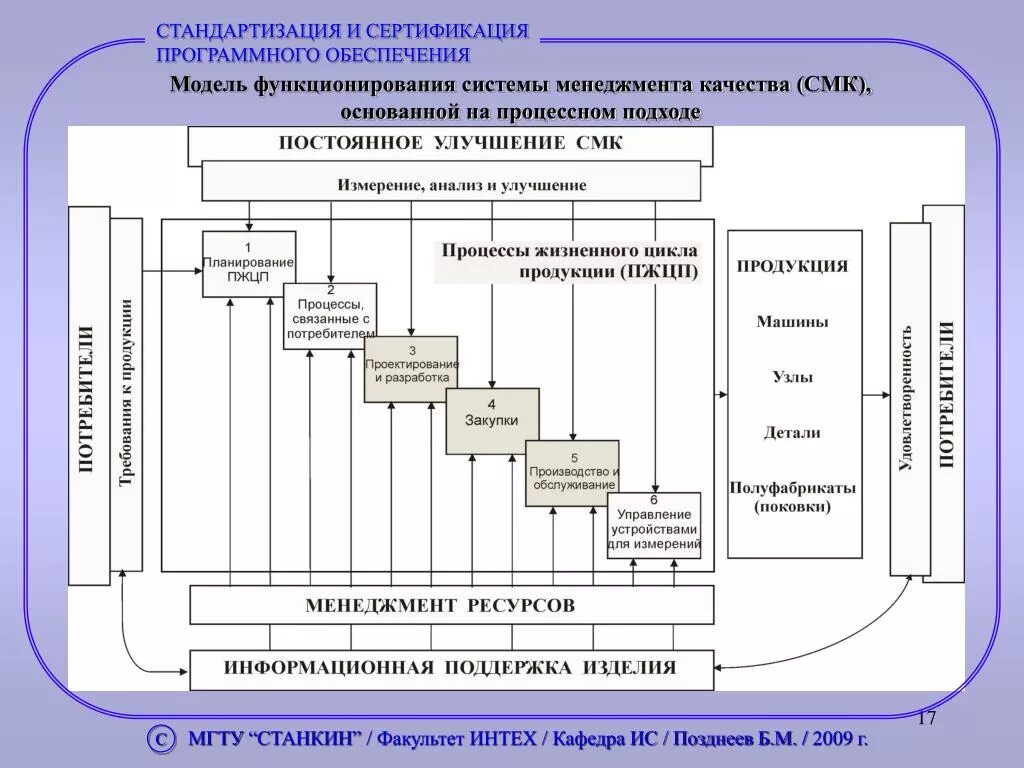 СТАНДАРТИЗАЦИЯ И СЕРТИФИКАЦИЯ
ПРОГРАММНОГО ОБЕСПЕЧЕНИЯ
Модель функционирования системы менеджмента качества (СМК),
основанной на процессном подходе
ПОСТОЯННОЕ УЛУЧШЕНИЕ СМК
Измерение, анализ и улучшение
ПОТРЕБИТЕЛИ
Требования к продукции
Процессы жизненного цикла
продукции (ПЖЦП)
1
Планирование
ПЖЦП
2
Процессы,
связанные с
потребителем
3
Проектирование
и разработка
4
Закупки
5
Производство и
обслуживание
6
Управление
устройствами
для измерений
ПРОДУКЦИЯ
Машины
Узлы
Детали
Полуфабрикаты
(поковки)
Удовлетворенность
ПОТРЕБИТЕЛИ
МЕНЕДЖМЕНТ РЕСУРСОВ
ИНФОРМАЦИОННАЯ ПОДДЕРЖКА ИЗДЕЛИЯ
17
© МГТУ “СТАНКИН” / Факультет ИНТЕХ / Кафедра ИС / Позднеев Б.М. / 2009 г.